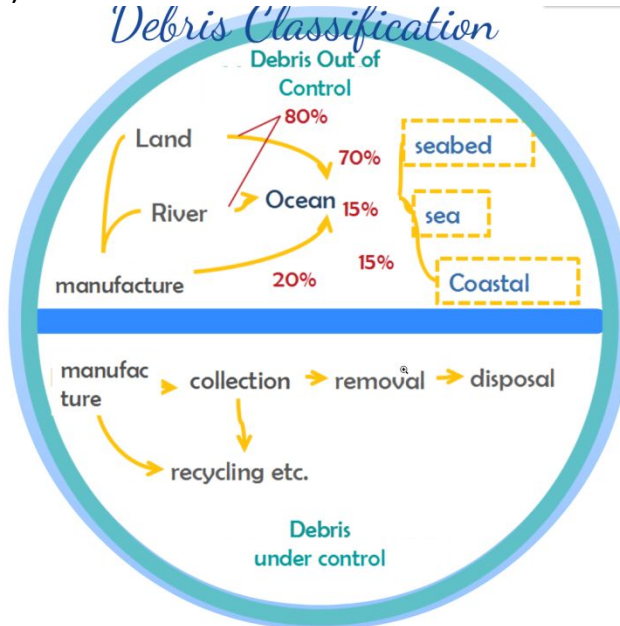 Debris Classification
Debris Out of
Control
80%
Land
70%
seabed
River
Ocean
15%
sea
manufacture
20%
15%
Coastal
manufac
ture
collection
removal
disposal
recycling etc.
Debris
under control